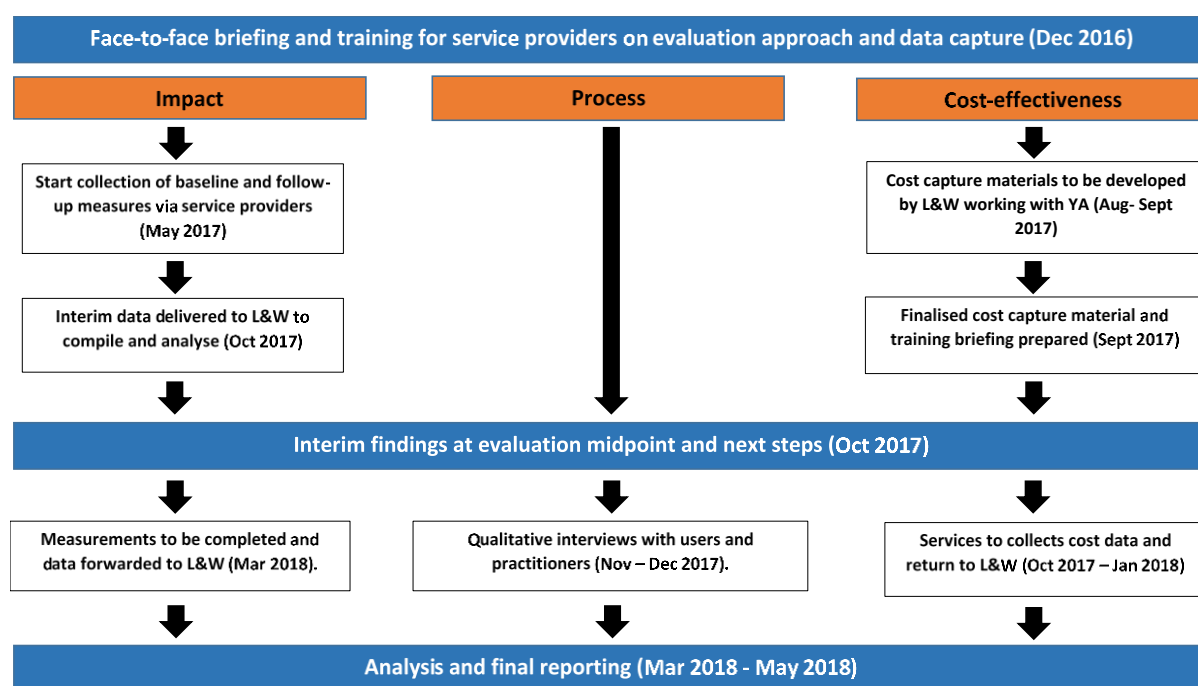 Face-to-face briefing and training for service providers on evaluation approach and data capture (Dec 2016)
Impact
Process
Cost-effectiveness
Start collection of baseline and follow-
up measures via service providers
(May 2017)
Cost capture materials to be developed
by L&W working with YA (Aug- Sept
2017)
Interim data delivered to L&W to
compile and analyse (Oct 2017)
Finalised cost capture material and
training briefing prepared (Sept 2017)
Interim findings at evaluation midpoint and next steps (Oct 2017)
Measurements to be completed and
data forwarded to L&W (Mar 2018).
Qualitative interviews with users and
practitioners (Nov – Dec 2017).
Services to collects cost data and
return to L&W (Oct 2017 – Jan 2018)
Analysis and final reporting (Mar 2018 - May 2018)